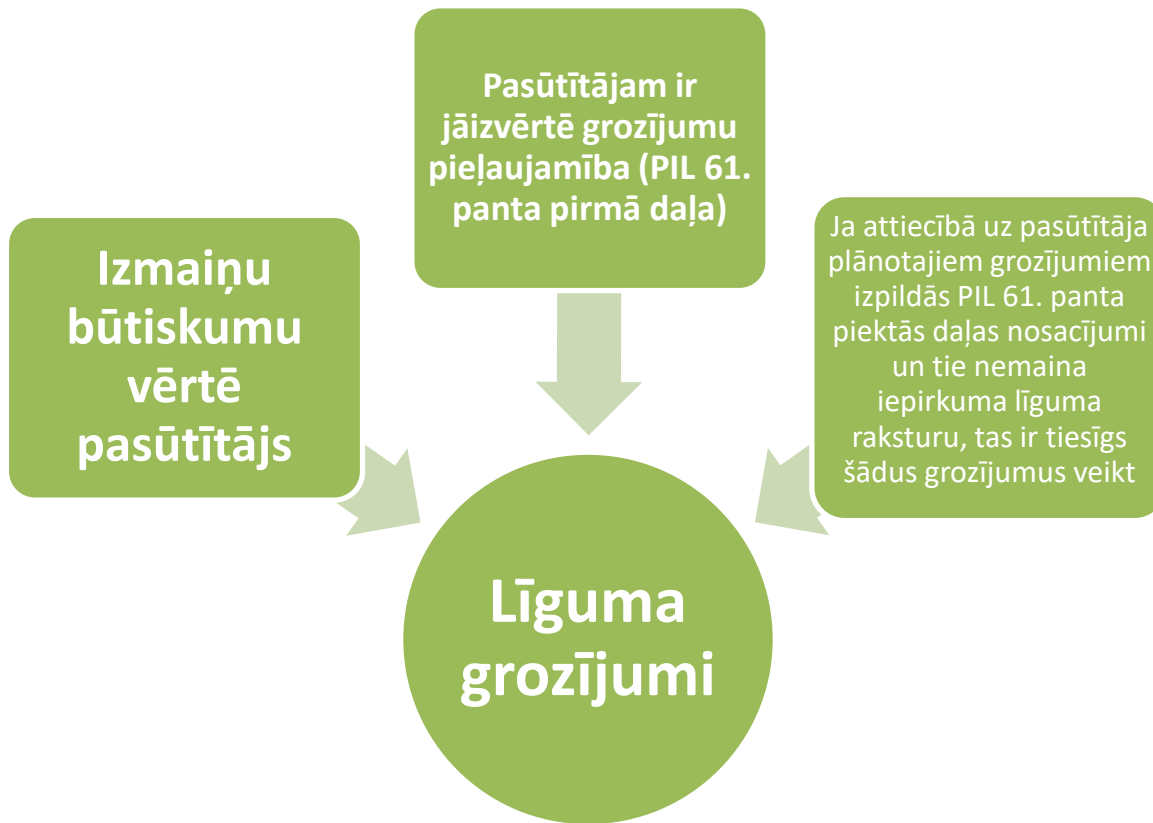 Pasūtītājam ir
jāizvērtē grozījumu
pieļaujamība (PIL 61.
panta pirmā daļa)
Izmaiņu
būtiskumu
vērtē
pasūtītājs
Ja attiecībā uz pasūtītāja
plānotajiem grozījumiem
izpildās PIL 61. panta
piektās daļas nosacījumi
un tie nemaina
iepirkuma līguma
raksturu, tas ir tiesīgs
šādus grozījumus veikt
Līguma
grozījumi